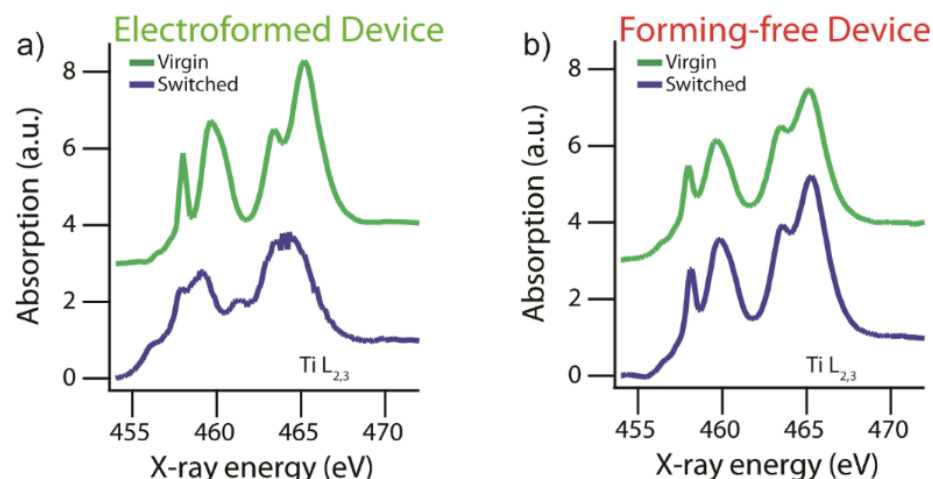 a)
Electroformed Device
Virgin
Switched
Absorption (a.u.)
8
6
4
2
0
Ti L2,3
455
460
465
470
X-ray energy (eV)
b)
Forming-free Device
Virgin
Switched
Absorption (a.u.)
8
6
4
2
0
Ti L2,3
455
460
465
470
X-ray energy (eV)